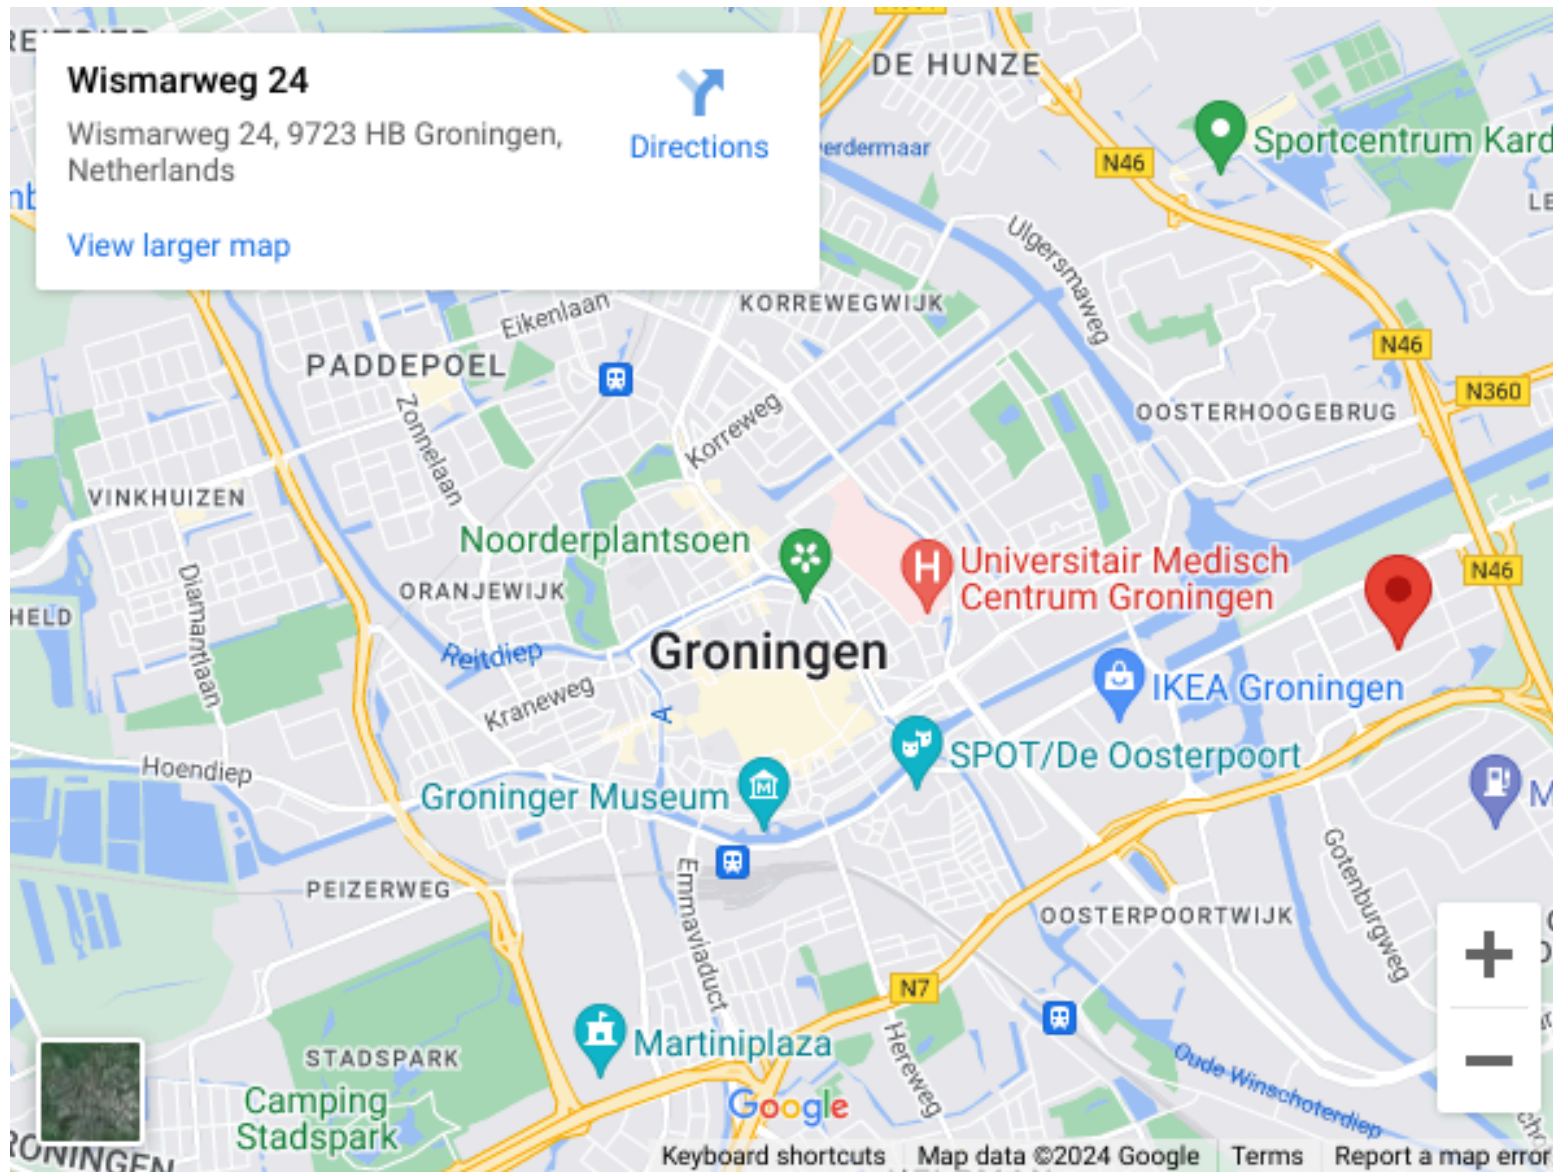 Wismarweg 24
Wismarweg 24, 9723 HB Groningen,
Netherlands
Directions
View larger map
DE HUNZE
Sportcentrum Kard
N46
Ulgersmaweg
KORREWEGWIJK
Eikenlaan
PADDEPOEL
N46
N360
OOSTERHOOGEBRUG
Korreweg
Zonnelaan
VINKHUIZEN
Noorderplantsoen
Universitair Medisch
Centrum Groningen
N46
Diamantlaan
ORANJEWIJK
HELD
Reitdiep
Groningen
IKEA Groningen
Kraneweg
A
SPOT/De Oosterpoort
Hoendiep
Groninger Museum
M
Gotenburgweg
PEIZERWEG
Emmaviaduct
OOSTERPOORTWIJK
N7
Martiniplaza
Hereweg
STADSPARK
Oude Winschoterdiep
Camping
Stadspark
Google
RONINGEN
Keyboard shortcuts
Map data ©2024 Google
Terms
Report a map error